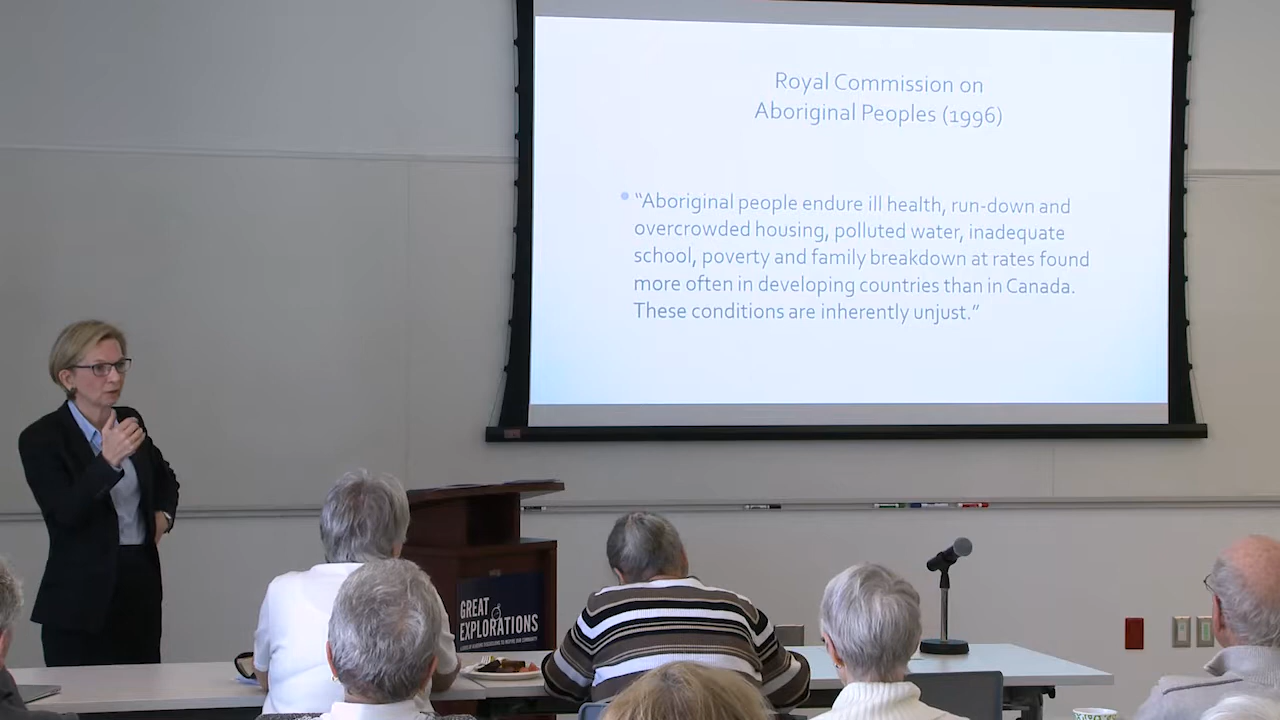 Royal Commission on
Aboriginal Peoples (1996)
“Aboriginal people endure ill health, run-down and
overcrowded housing, polluted water, inadequate
school, poverty and family breakdown at rates found
more often in developing countries than in Canada.
These conditions are inherently unjust.”
GREAT
EXPLORATIONS